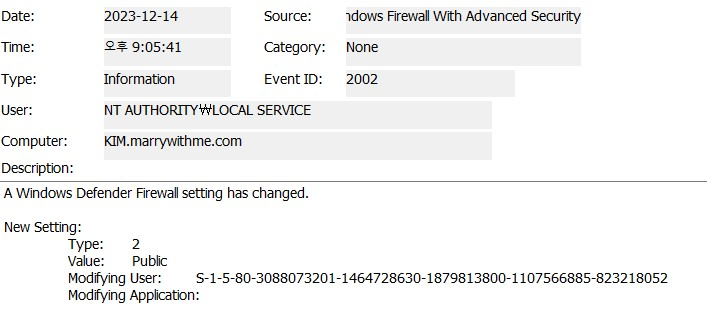 Date: 2023-12-14 Source: ndows Firewall With Advanced Security
Time: 오후 9:05:41 Category: None
Type: Information Event ID: 2002
User: NT AUTHORITY₩LOCAL SERVICE
Computer: KIM.marrywithme.com
Description:
A Windows Defender Firewall setting has changed.
New Setting:
Type: 2
Value: Public
Modifying User: S-1-5-80-3088073201-1464728630-1879813800-1107566885-823218052
Modifying Application: